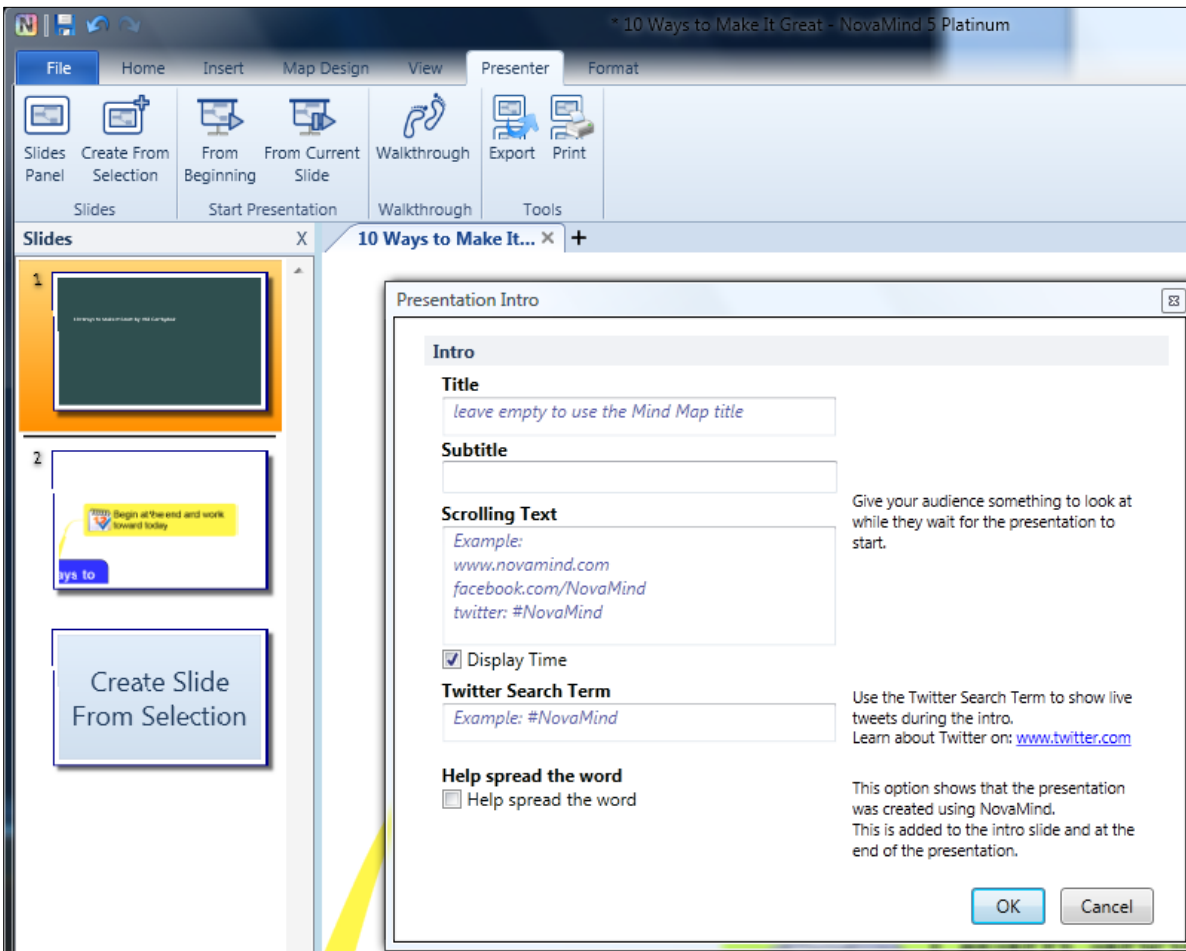 * 10 Ways to Make It Great - NovaMind 5 Platinum
File Home Insert Map Design View Presenter Format
Slides Panel
Create From Selection
From Beginning
From Current Slide
Walkthrough
Export
Print
Slides
Start Presentation
Walkthrough
Tools
Slides X
10 Ways to Make It... × +
1
2
Begin at the end and work
toward today
ays to
Create Slide
From Selection
Presentation Intro
Intro
Title
leave empty to use the Mind Map title
Subtitle
Scrolling Text
Example:
www.novamind.com
facebook.com/NovaMind
twitter: #NovaMind
Give your audience something to look at
while they wait for the presentation to
start.
Display Time
Twitter Search Term
Example: #NovaMind
Use the Twitter Search Term to show live
tweets during the intro.
Learn about Twitter on: www.twitter.com
Help spread the word
Help spread the word
This option shows that the presentation
was created using NovaMind.
This is added to the intro slide and at the
end of the presentation.
OK Cancel